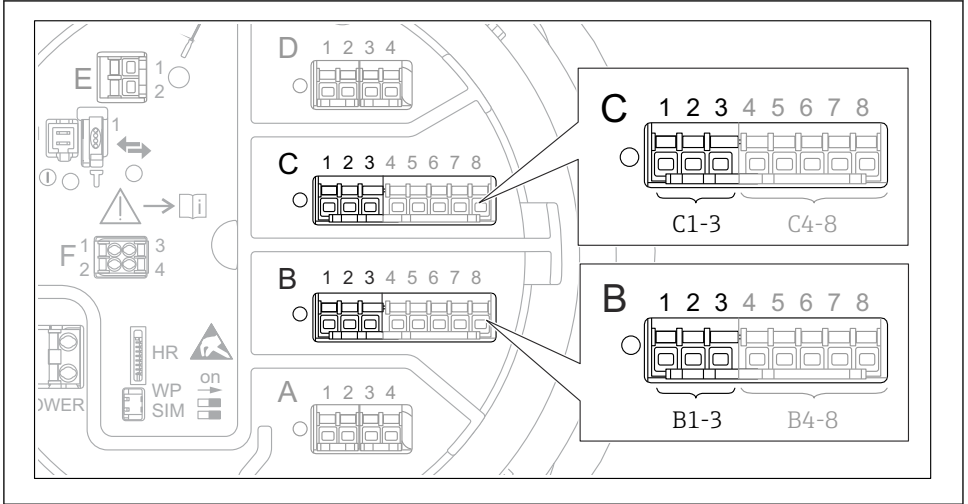 D 1 2 3 4
E 1
2
1
C 1 2 3 4 5 6 7 8
C 1 2 3 4 5 6 7 8
C1-3 C4-8
i
F 1 3
2 4
B 1 2 3 4 5 6 7 8
B 1 2 3 4 5 6 7 8
B1-3 B4-8
HR
on
WP
SIM
OWER
A 1 2 3 4